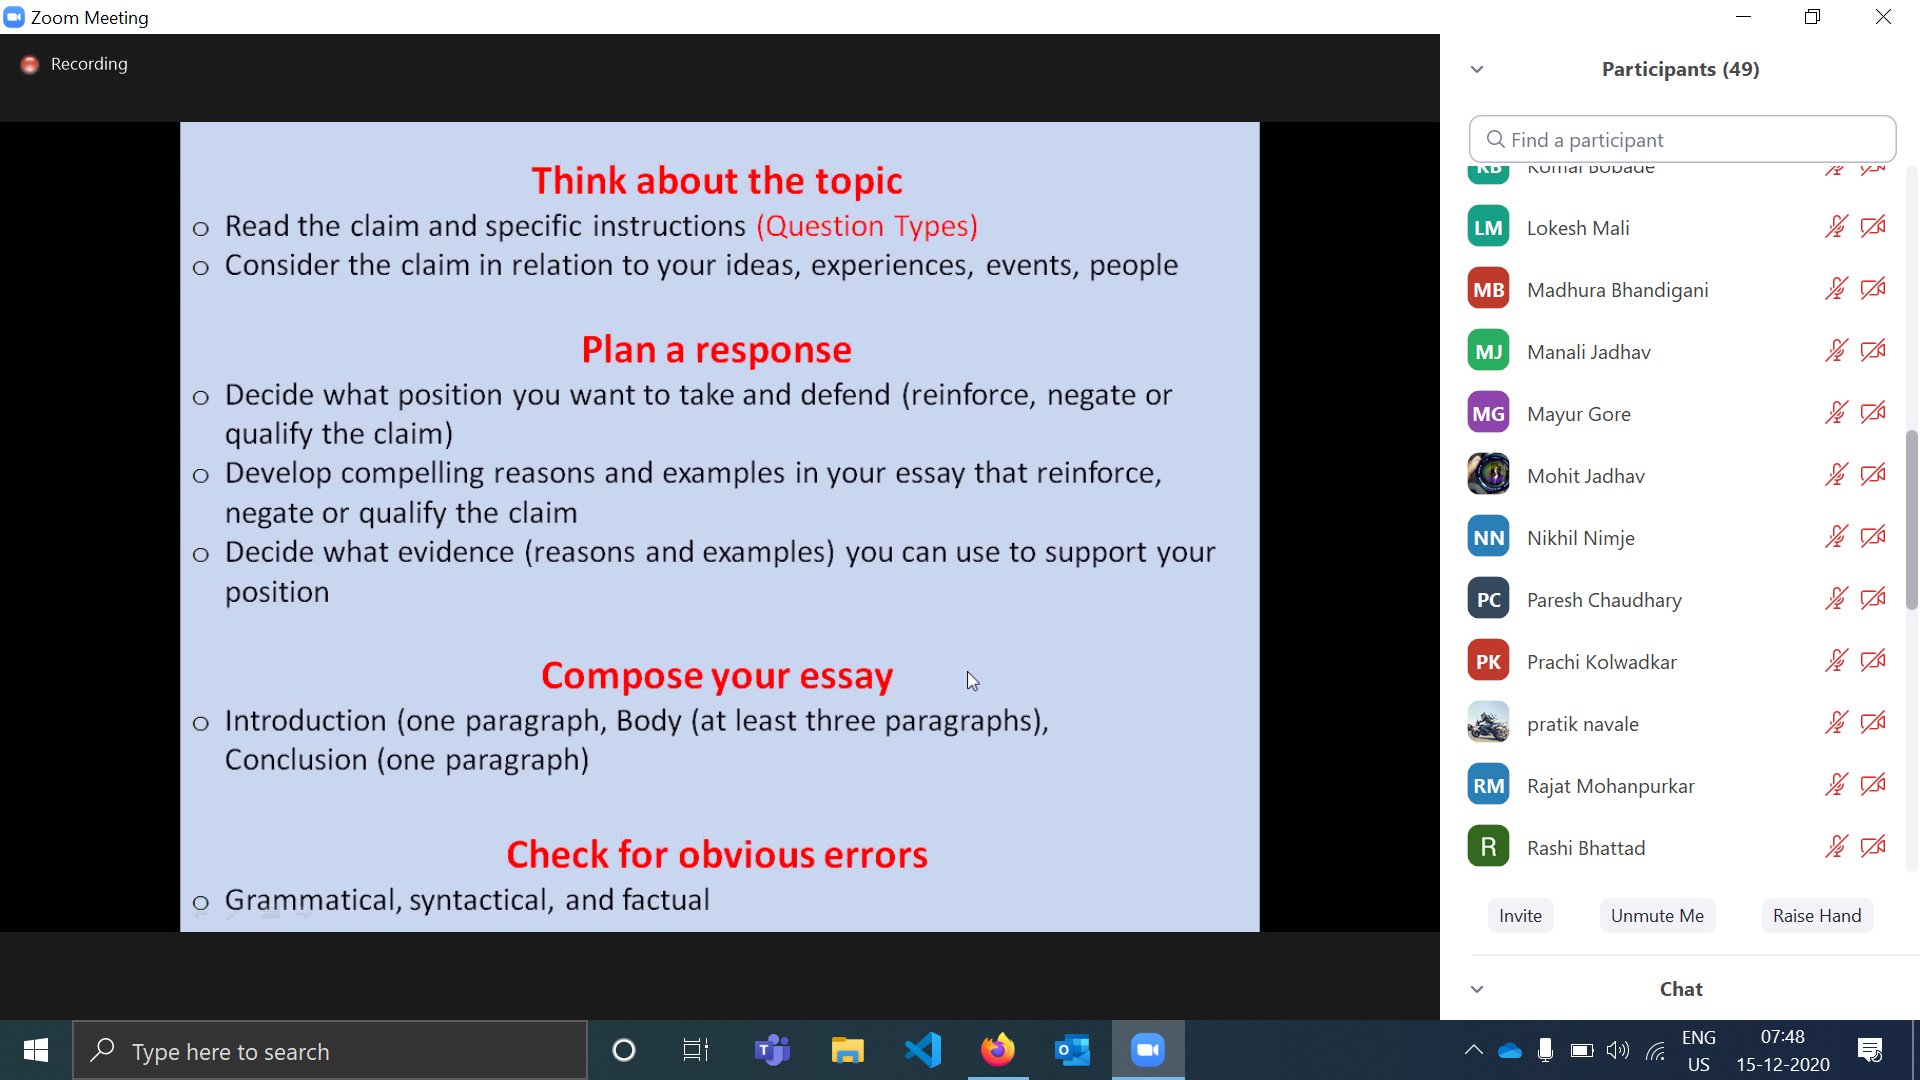 Zoom Meeting
Recording
Think about the topic
o Read the claim and specific instructions (Question Types)
o Consider the claim in relation to your ideas, experiences, events, people
Plan a response
o Decide what position you want to take and defend (reinforce, negate or
qualify the claim)
o Develop compelling reasons and examples in your essay that reinforce,
negate or qualify the claim
o Decide what evidence (reasons and examples) you can use to support your
position
Compose your essay
o Introduction (one paragraph, Body (at least three paragraphs),
Conclusion (one paragraph)
Check for obvious errors
o Grammatical, syntactical, and factual
Participants (49)
Find a participant
KB Komal Bobade
LM Lokesh Mali
MB Madhura Bhandigani
MJ Manali Jadhav
MG Mayur Gore
Mohit Jadhav
NN Nikhil Nimje
PC Paresh Chaudhary
PK Prachi Kolwadkar
pratik navale
RM Rajat Mohanpurkar
R Rashi Bhattad
Invite Unmute Me Raise Hand
Chat
Type here to search
ENG
US
07:48
15-12-2020